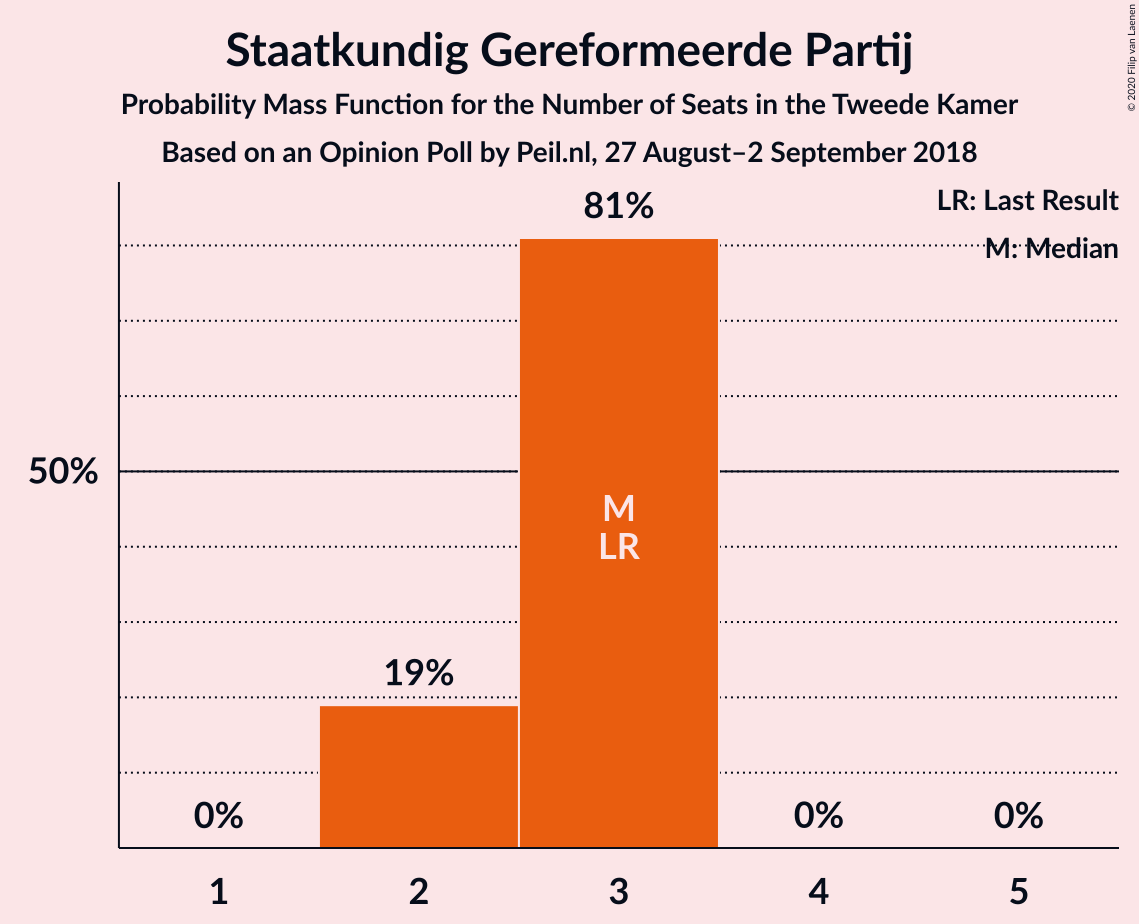 Staatkundig Gereformeerde Partij
Probability Mass Function for the Number of Seats in the Tweede Kamer
Based on an Opinion Poll by Peil.nl, 27 August–2 September 2018
© 2020 Filip van Laenen
LR: Last Result
M: Median
81%
50%
M
LR
19%
0%
0%
0%
1
2
3
4
5